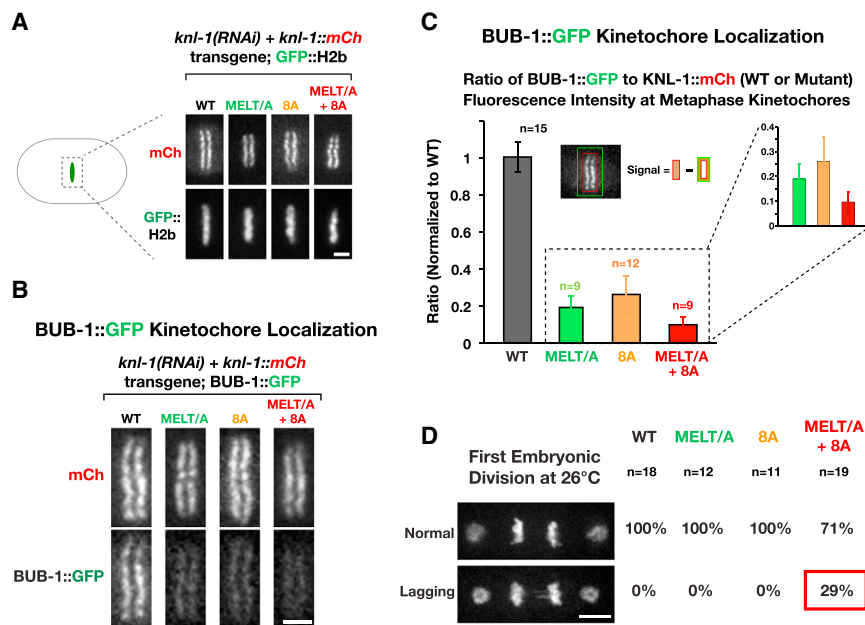 A
knl-1(RNAi) + knl-1::mCh
transgene; GFP::H2b
WT MELT/A 8A MELT/A
+ 8A
mCh
GFP::
H2b
B
BUB-1::GFP Kinetochore Localization
knl-1(RNAi) + knl-1::mCh
transgene; BUB-1::GFP
WT MELT/A 8A MELT/A
+ 8A
mCh
BUB-1::GFP
C
BUB-1::GFP Kinetochore Localization
Ratio of BUB-1::GFP to KNL-1::mCh (WT or Mutant)
Fluorescence Intensity at Metaphase Kinetochores
Ratio (Normalized to WT)
1
0.8
0.6
0.4
0.2
0
n=15
n=9
n=12
n=9
WT MELT/A 8A MELT/A
+ 8A
Signal = -
0.4
0.3
0.2
0.1
0
D
First Embryonic
Division at 26°C
WT MELT/A 8A MELT/A
+ 8A
n=18 n=12 n=11 n=19
Normal 100% 100% 100% 71%
Lagging 0% 0% 0% 29%